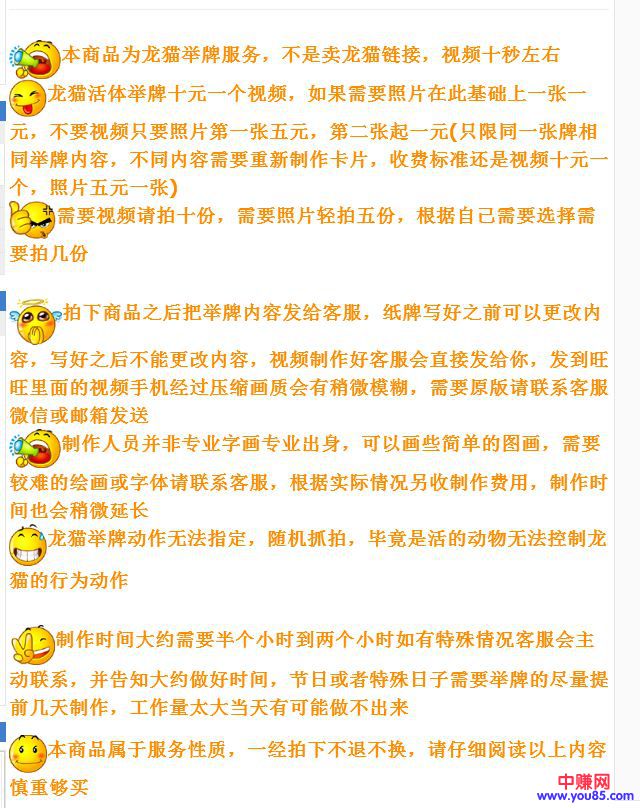 本商品为龙猫举牌服务，不是卖龙猫链接，视频十秒左右
龙猫活体举牌十元一个视频，如果需要照片在此基础上一张一
元，不要视频只要照片第一张五元，第二张起一元(只限同一张牌相
同举牌内容，不同内容需要重新制作卡片，收费标准还是视频十元一
个，照片五元一张)
需要视频请拍十份，需要照片轻拍五份，根据自己需要选择需
要拍几份
拍下商品之后把举牌内容发给客服，纸牌写好之前可以更改内
容，写好之后不能更改内容，视频制作好客服会直接发给你，发到旺
旺里面的视频手机经过压缩画质会有稍微模糊，需要原版请联系客服
微信或邮箱发送
制作人员并非专业字画专业出身，可以画些简单的图画，需要
较难的绘画或字体请联系客服，根据实际情况另收制作费用，制作时
间也会稍微延长
龙猫举牌动作无法指定，随机抓拍，毕竟是活的动物无法控制龙
猫的行为动作
制作时间大约需要半个小时到两个小时如有特殊情况客服会主
动联系，并告知大约做好时间，节日或者特殊日子需要举牌的尽量提
前几天制作，工作量太大当天有可能做不出来
本商品属于服务性质，一经拍下不退不换，请仔细阅读以上内容
慎重够买
中赚网
www.you85.com